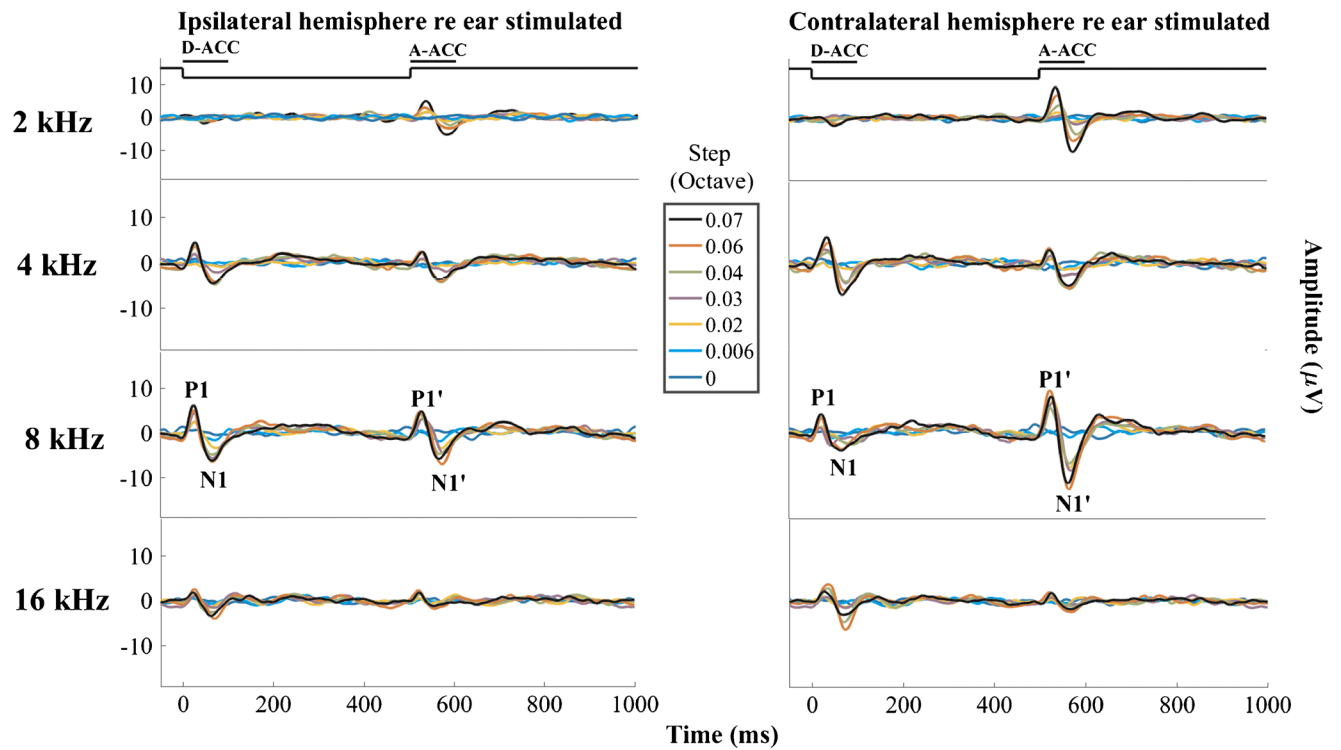 Ipsilateral hemisphere re ear stimulated
Contralateral hemisphere re ear stimulated
D-ACC
A-ACC
D-ACC
A-ACC
2 kHz
10
0
-10
Step
(Octave)
0.07
0.06
0.04
0.03
0.02
0.006
0
4 kHz
10
0
-10
Amplitude (μV)
8 kHz
10
0
-10
P1
N1
P1'
N1'
P1
N1
P1'
N1'
16 kHz
10
0
-10
0
200
400
600
800
1000
0
200
400
600
800
1000
Time (ms)